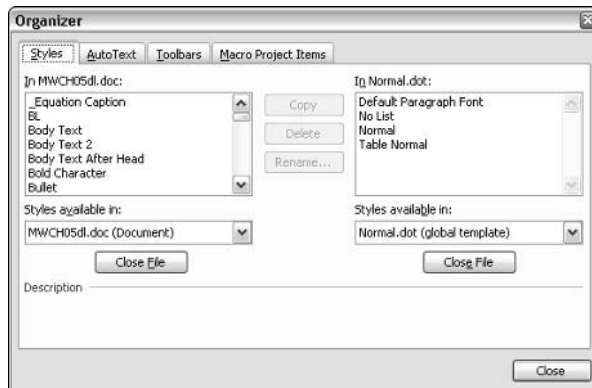 Organizer
Styles AutoText Toolbars Macro Project Items
In MWCH05dl.doc:
_Equation Caption
BL
Body Text
Body Text 2
Body Text After Head
Bold Character
Bullet
Copy
Delete
Rename...
In Normal.dot:
Default Paragraph Font
No List
Normal
Table Normal
Styles available in:
MWCH05dl.doc (Document)
Close File
Styles available in:
Normal.dot (global template)
Close File
Description
Close